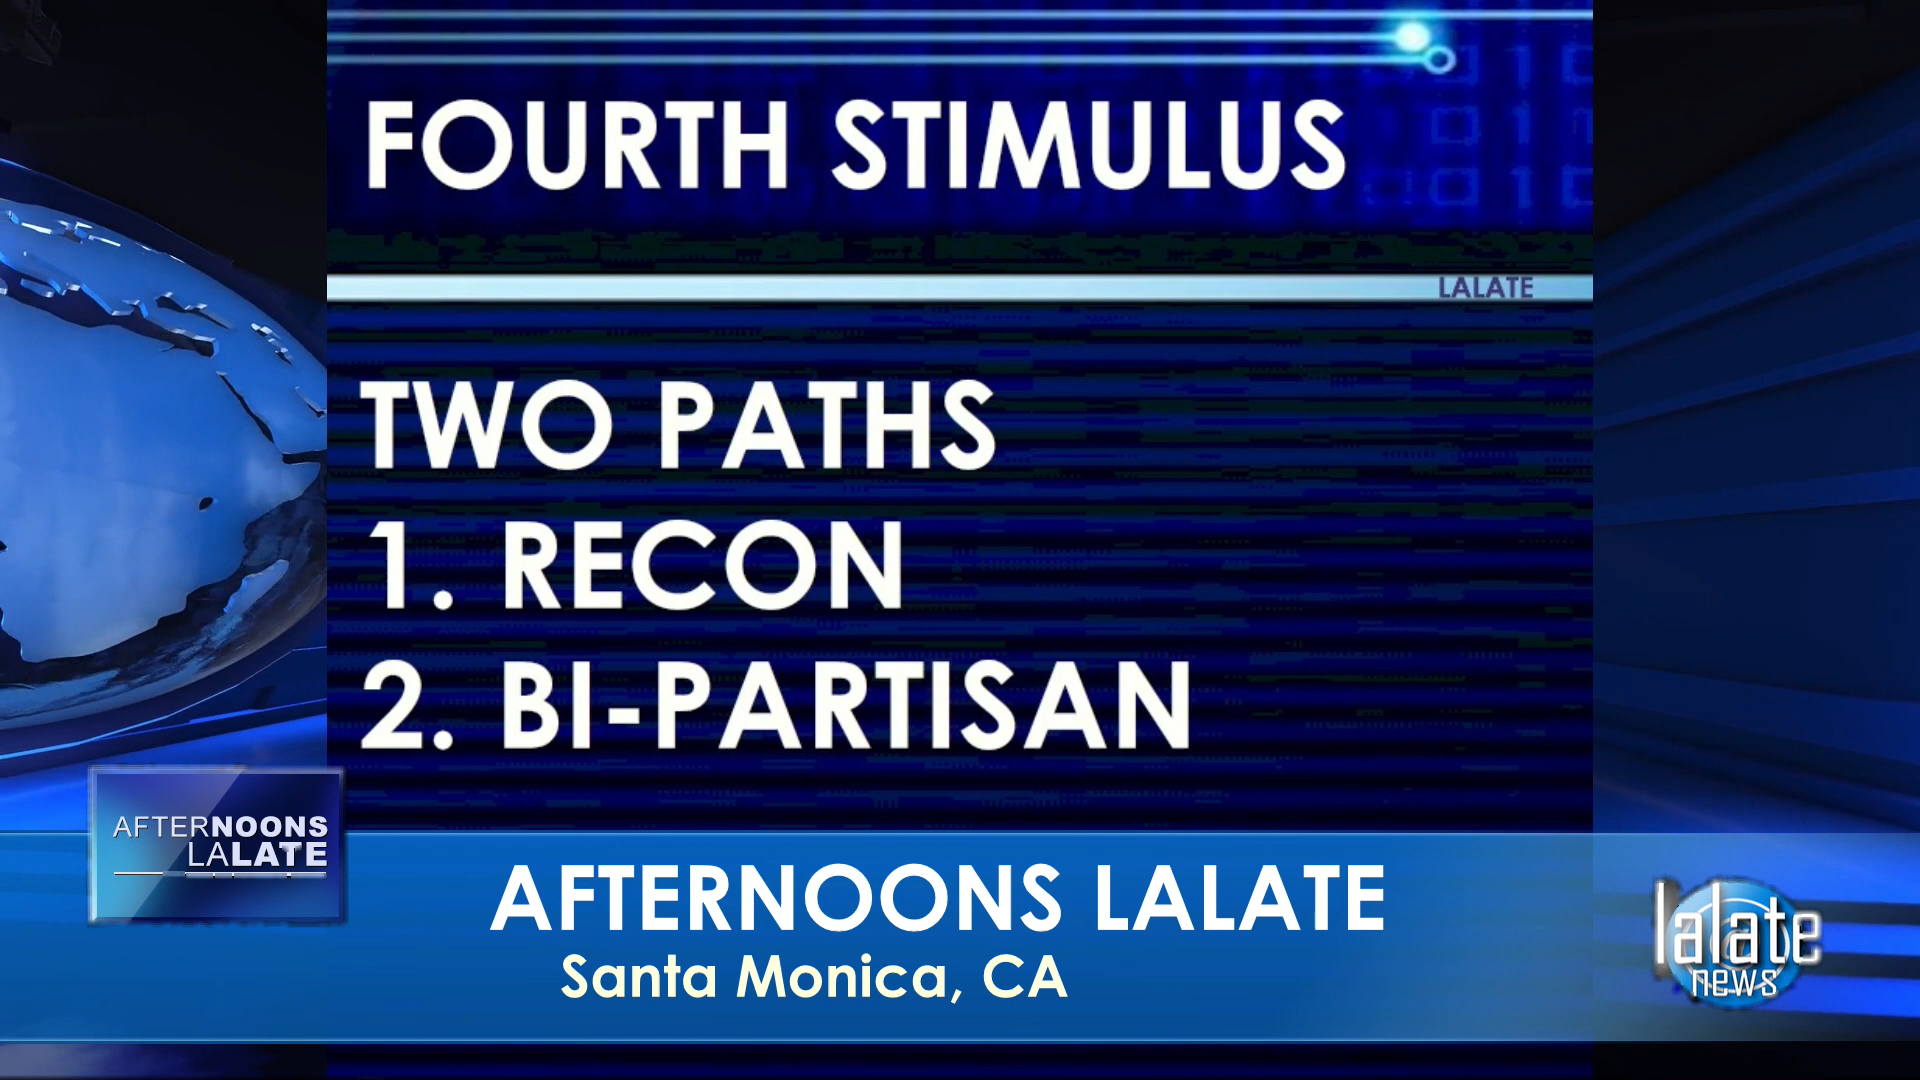 FOURTH STIMULUS
LALATE
TWO PATHS
1. RECON
2. BI-PARTISAN
AFTERNOONS
LALATE
AFTERNOONS LALATE
Santa Monica, CA
lalate
news